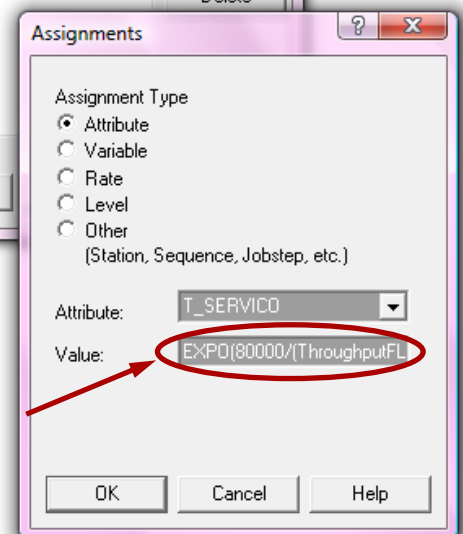 Delete
Assignments
Assignment Type
Attribute
Variable
Rate
Level
Other
(Station, Sequence, Jobstep, etc.)
Attribute: T_SERVICO
Value: EXPO(80000/(ThroughputFL
OK Cancel Help